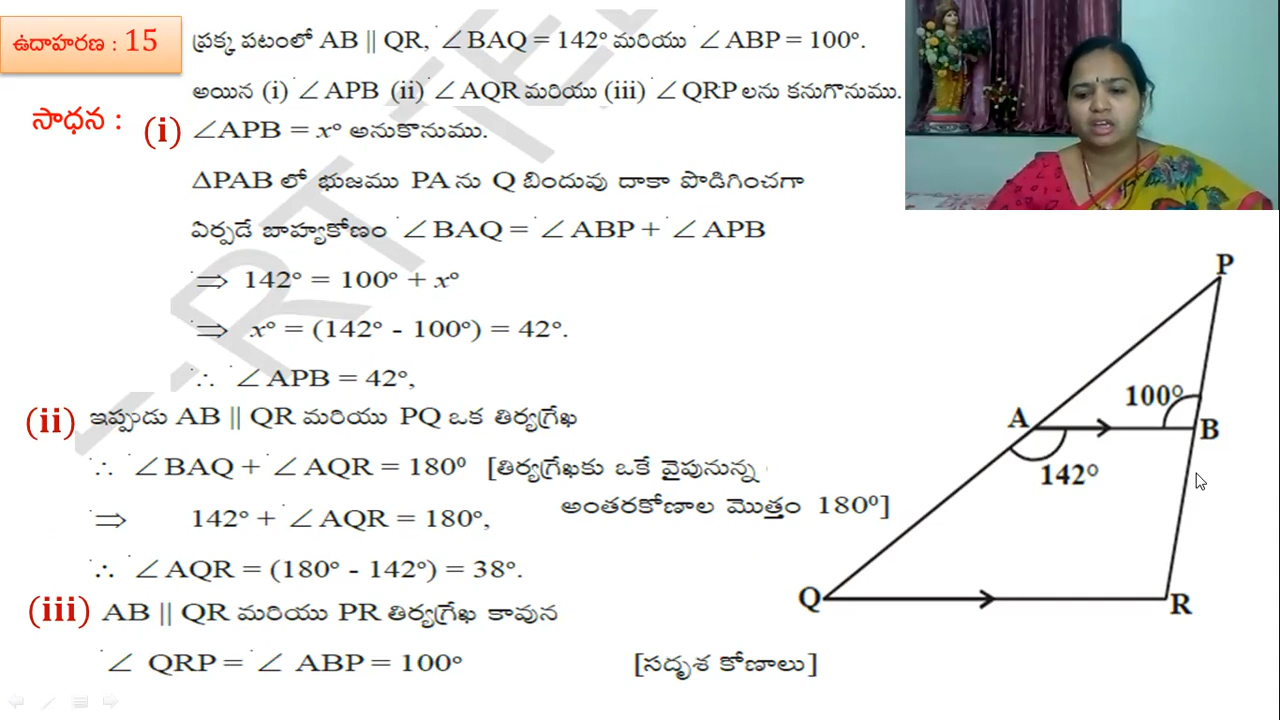 ఉదాహరణ : 15
ప్రక్క పటంలో AB || QR, ∠BAQ = 142° మరియు ∠ABP = 100°.
అయిన (i) ∠APB (ii) ∠AQR మరియు (iii) ∠QRP లను కనుగొనుము.
సాధన :
(i) ∠APB = x° అనుకొనుము.
ΔPAB లో భుజము PA ను Q బిందువు దాకా పొడిగించగా
ఏర్పడే బాహ్యకోణం ∠BAQ = ∠ABP + ∠APB
⇒ 142° = 100° + x°
⇒ x° = (142° - 100°) = 42°.
∴ ∠APB = 42°,
(ii) ఇప్పుడు AB || QR మరియు PQ ఒక తిర్యగ్రేఖ
∴ ∠BAQ + ∠AQR = 180⁰ [తిర్యగ్రేఖకు ఒకే వైపునున్న
అంతరకోణాల మొత్తం 180⁰]
⇒ 142° + ∠AQR = 180°,
∴ ∠AQR = (180° - 142°) = 38°.
(iii) AB || QR మరియు PR తిర్యగ్రేఖ కావున
∠ QRP = ∠ ABP = 100° [సదృశ కోణాలు]
P
100°
A
B
142°
Q
R